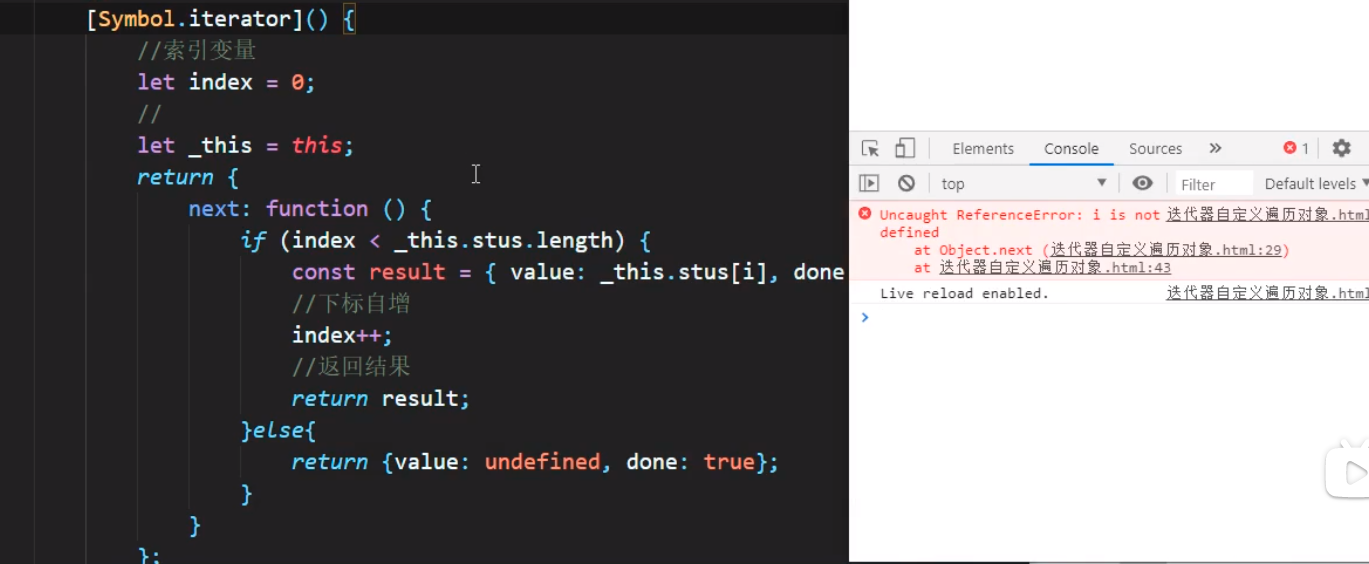 [Symbol.iterator]() {
//索引变量
let index = 0;
//
let _this = this;
return {
next: function () {
if (index < _this.stus.length) {
const result = { value: _this.stus[i], done
//下标自增
index++;
//返回结果
return result;
}else{
return {value: undefined, done: true};
}
}
};
Elements Console Sources » 1
top Filter Default levels
Uncaught ReferenceError: i is not 迭代器自定义遍历对象.html
defined
at Object.next (迭代器自定义遍历对象.html:29)
at 迭代器自定义遍历对象.html:43
Live reload enabled. 迭代器自定义遍历对象.html
>